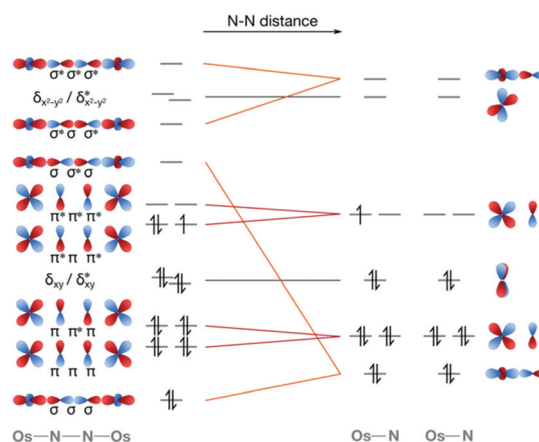 N-N distance
σ* σ* σ*
δx²-y² / δ*x²-y²
σ* σ σ*
σ σ* σ
π* π* π*
π* π π*
δxy / δ*xy
π π* π
π π π
σ σ σ
Os—N—N—Os
Os—N
Os—N